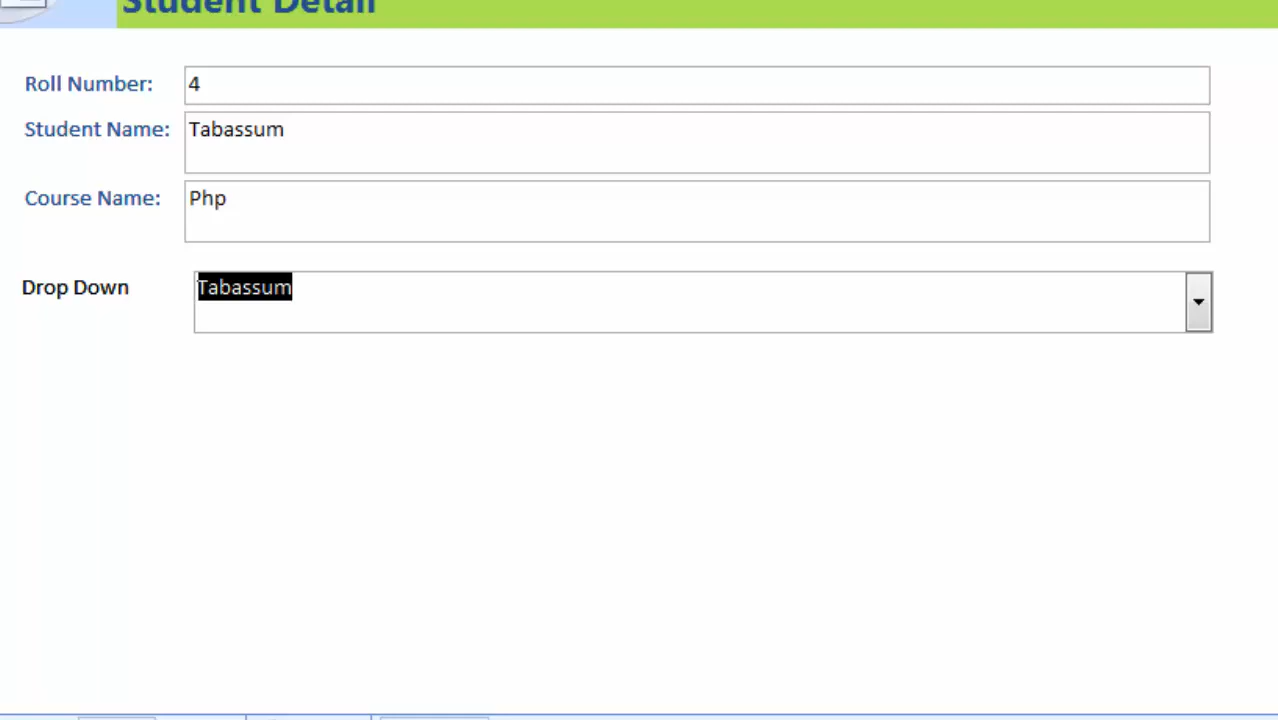 Student Detail
Roll Number: 4
Student Name: Tabassum
Course Name: Php
Drop Down Tabassum